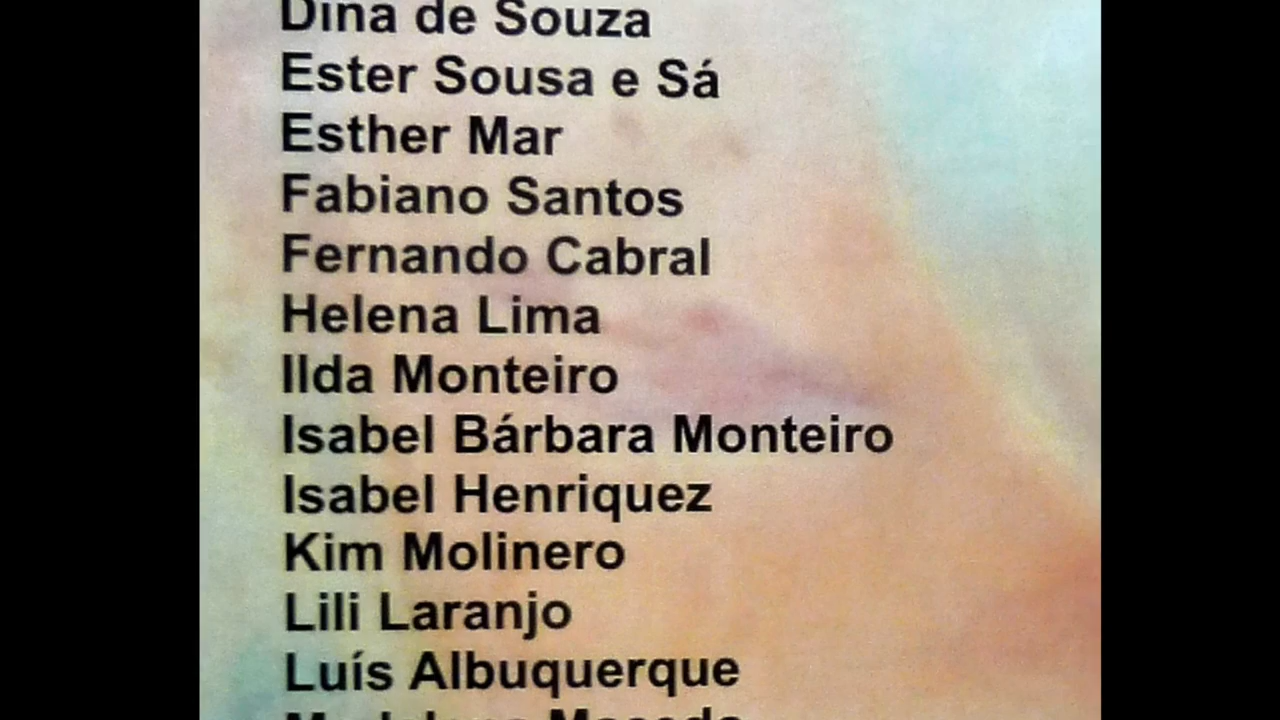 Dina de Souza
Ester Sousa e Sá
Esther Mar
Fabiano Santos
Fernando Cabral
Helena Lima
Ilda Monteiro
Isabel Bárbara Monteiro
Isabel Henriquez
Kim Molinero
Lili Laranjo
Luís Albuquerque